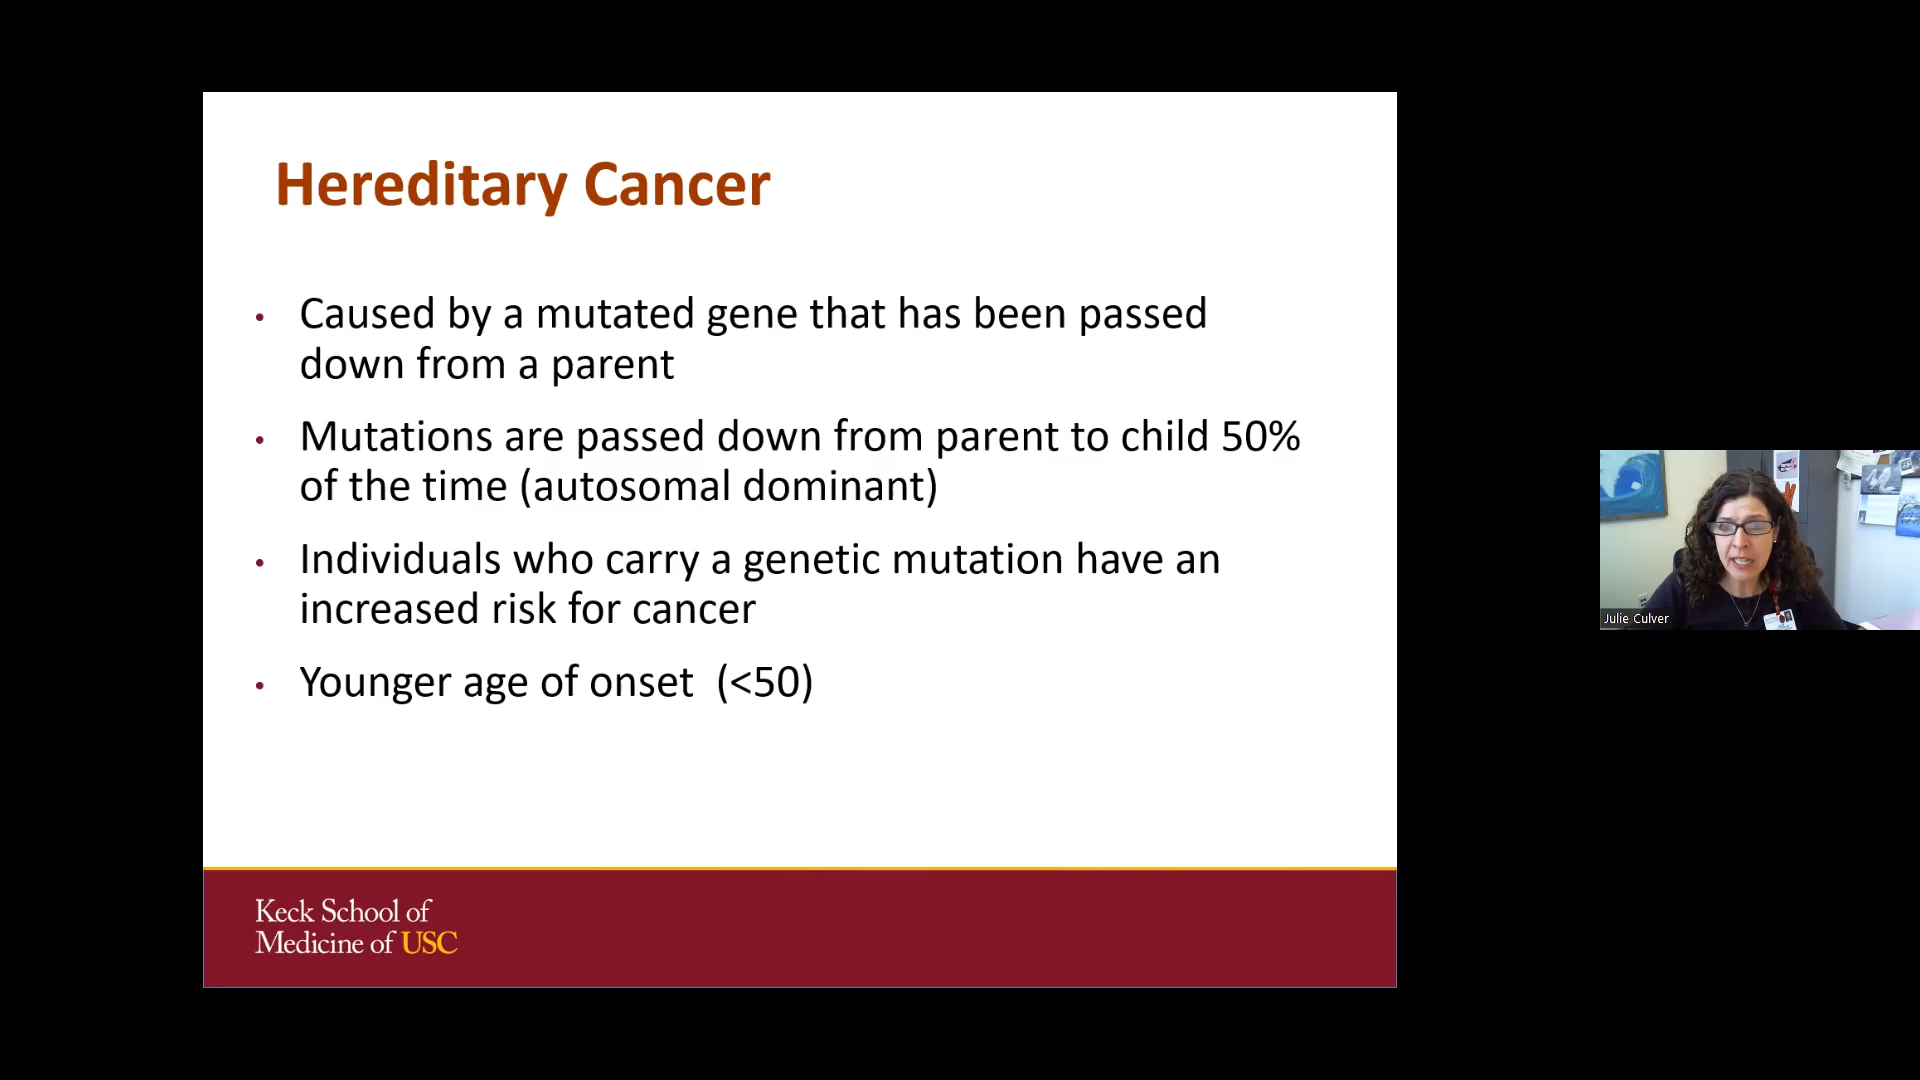 Hereditary Cancer
• Caused by a mutated gene that has been passed
down from a parent
• Mutations are passed down from parent to child 50%
of the time (autosomal dominant)
• Individuals who carry a genetic mutation have an
increased risk for cancer
• Younger age of onset  (<50)
Keck School of
Medicine of USC
Julie Culver